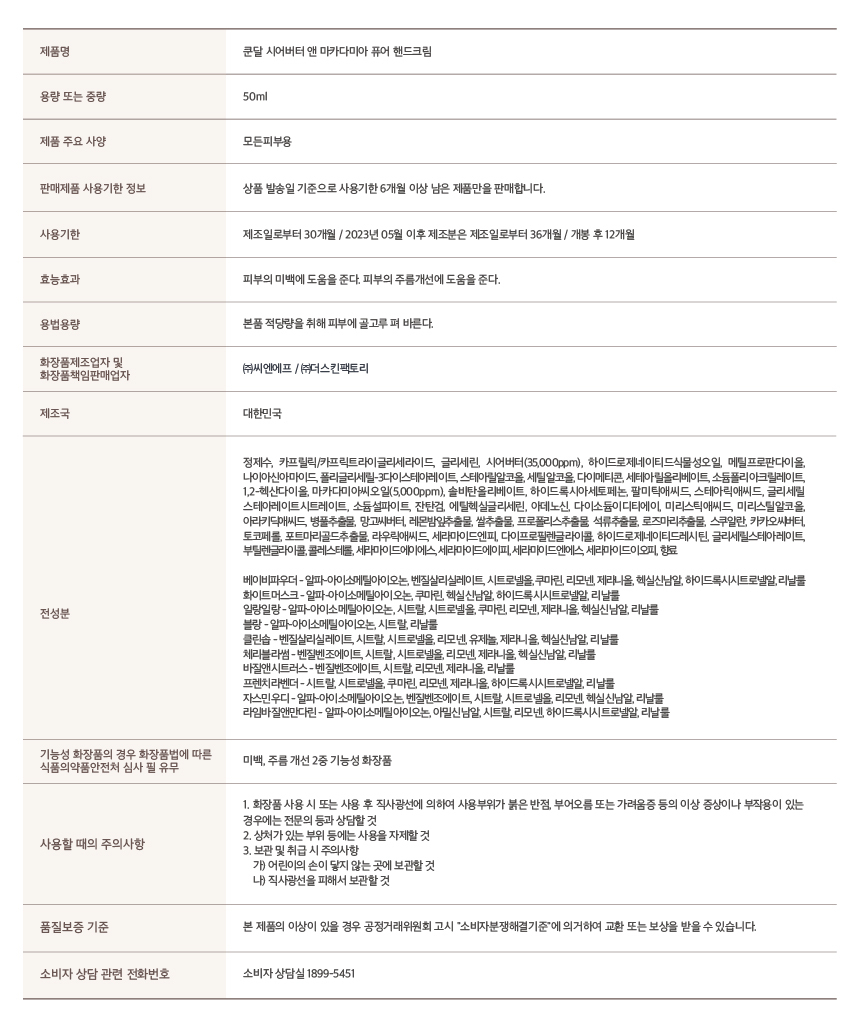 제품명
쿤달 시어버터 앤 마카다미아 퓨어 핸드크림
용량 또는 중량
50ml
제품 주요 사양
모든피부용
판매제품 사용기한 정보
상품 발송일 기준으로 사용기한 6개월 이상 남은 제품만을 판매합니다.
사용기한
제조일로부터 30개월 / 2023년 05월 이후 제조분은 제조일로부터 36개월 / 개봉 후 12개월
효능효과
피부의 미백에 도움을 준다. 피부의 주름개선에 도움을 준다.
용법용량
본품 적당량을 취해 피부에 골고루 펴 바른다.
화장품제조업자 및
화장품책임판매업자
㈜씨엔에프 / ㈜더스킨팩토리
제조국
대한민국
전성분
정제수, 카프릴릭/카프릭트라이글리세라이드, 글리세린, 시어버터(35,000ppm), 하이드로제네이티드식물성오일, 메틸프로판다이올,
나이아신아마이드, 폴리글리세릴-3다이스테아레이트, 스테아릴알코올, 세틸알코올, 다이메티콘, 세테아릴올리베이트, 소듐폴리아크릴레이트,
1,2-헥산다이올, 마카다미아씨오일(5,000ppm), 솔비탄올리베이트, 하이드록시아세토페논, 팔미틱애씨드, 스테아릭애씨드, 글리세릴
스테아레이트시트레이트, 소듐설파이트, 잔탄검, 에틸헥실글리세린, 아데노신, 다이소듐이디티에이, 미리스틱애씨드, 미리스틸알코올,
아라키딕애씨드, 병풀추출물, 망고씨버터, 레몬밤잎추출물, 쌀추출물, 프로폴리스추출물, 석류추출물, 로즈마리추출물, 스쿠알란, 카카오씨버터,
토코페롤, 포트마리골드추출물, 라우릭애씨드, 세라마이드엔피, 다이프로필렌글라이콜, 하이드로제네이티드레시틴, 글리세릴스테아레이트,
부틸렌글라이콜, 콜레스테롤, 세라마이드에이에스, 세라마이드에이피, 세라마이드엔에스, 세라마이드이오피, 향료
베이비파우더 - 알파-아이소메틸아이오논, 벤질살리실레이트, 시트로넬올, 쿠마린, 리모넨, 제라니올, 헥실신남알, 하이드록시시트로넬알, 리날룰
화이트머스크 - 알파-아이소메틸아이오논, 쿠마린, 헥실신남알, 하이드록시시트로넬알, 리날룰
일랑일랑 - 알파-아이소메틸아이오논, 시트랄, 시트로넬올, 쿠마린, 리모넨, 제라니올, 헥실신남알, 리날룰
블랑 - 알파-아이소메틸아이오논, 시트랄, 리날룰
클린솝 - 벤질살리실레이트, 시트랄, 시트로넬올, 리모넨, 유제놀, 제라니올, 헥실신남알, 리날룰
체리블라썸 - 벤질벤조에이트, 시트랄, 시트로넬올, 리모넨, 제라니올, 헥실신남알, 리날룰
바질앤시트러스 - 벤질벤조에이트, 시트랄, 리모넨, 제라니올, 리날룰
프렌치라벤더 - 시트랄, 시트로넬올, 쿠마린, 리모넨, 제라니올, 하이드록시시트로넬알, 리날룰
자스민우디 - 알파-아이소메틸아이오논, 벤질벤조에이트, 시트랄, 시트로넬올, 리모넨, 헥실신남알, 리날룰
라임바질앤만다린 - 알파-아이소메틸아이오논, 아밀신남알, 시트랄, 리모넨, 하이드록시시트로넬알, 리날룰
기능성 화장품의 경우 화장품법에 따른
식품의약품안전처 심사 필 유무
미백, 주름 개선 2중 기능성 화장품
사용할 때의 주의사항
1. 화장품 사용 시 또는 사용 후 직사광선에 의하여 사용부위가 붉은 반점, 부어오름 또는 가려움증 등의 이상 증상이나 부작용이 있는
경우에는 전문의 등과 상담할 것
2. 상처가 있는 부위 등에는 사용을 자제할 것
3. 보관 및 취급 시 주의사항
가) 어린이의 손이 닿지 않는 곳에 보관할 것
나) 직사광선을 피해서 보관할 것
품질보증 기준
본 제품의 이상이 있을 경우 공정거래위원회 고시 "소비자분쟁해결기준"에 의거하여 교환 또는 보상을 받을 수 있습니다.
소비자 상담 관련 전화번호
소비자 상담실 1899-5451